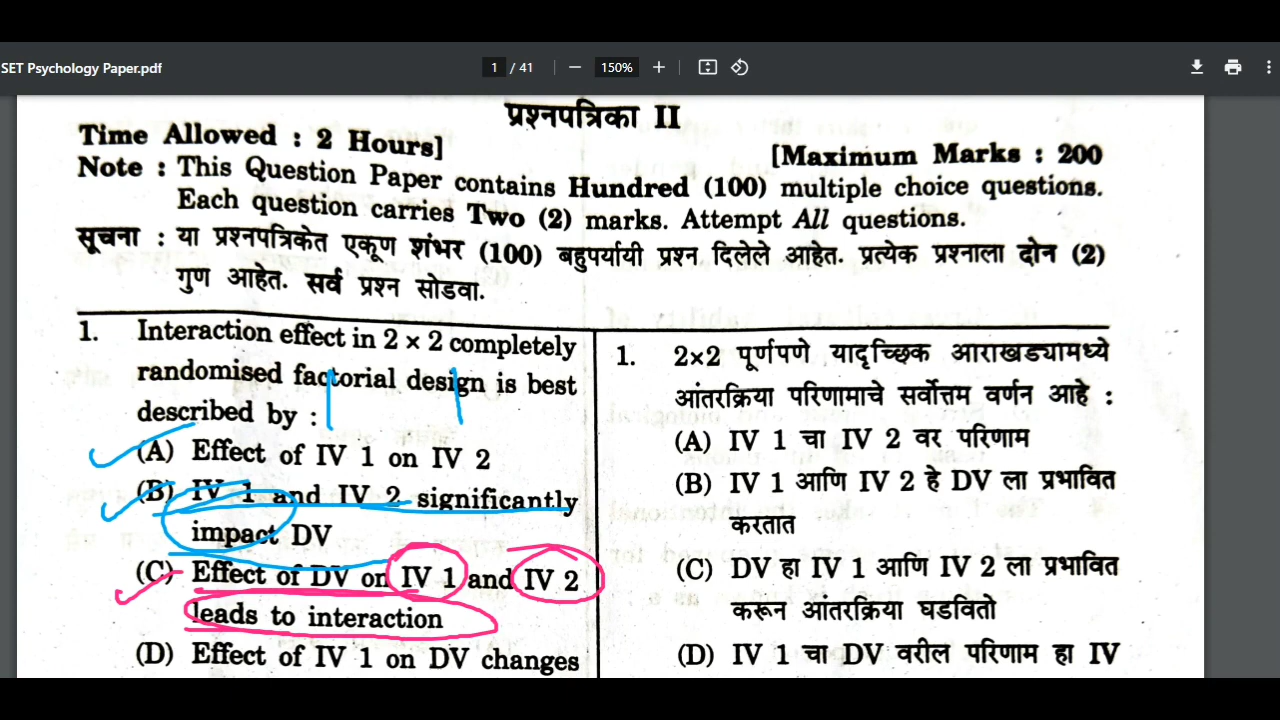 SET Psychology Paper.pdf
1 / 41
150%
प्रश्नपत्रिका II
Time Allowed : 2 Hours]
[Maximum Marks : 200
Note : This Question Paper contains Hundred (100) multiple choice questions.
Each question carries Two (2) marks. Attempt All questions.
सूचना : या प्रश्नपत्रिकेत एकूण शंभर (100) बहुपर्यायी प्रश्न दिलेले आहेत. प्रत्येक प्रश्नाला दोन (2)
गुण आहेत. सर्व प्रश्न सोडवा.
1. Interaction effect in 2 × 2 completely
randomised factorial design is best
described by :
(A) Effect of IV 1 on IV 2
(B) IV 1 and IV 2 significantly
impact DV
(C) Effect of DV on IV 1 and IV 2
leads to interaction
(D) Effect of IV 1 on DV changes
1. 2×2 पूर्णपणे यादृच्छिक आराखड्यामध्ये
आंतरक्रिया परिणामाचे सर्वोत्तम वर्णन आहे :
(A) IV 1 चा IV 2 वर परिणाम
(B) IV 1 आणि IV 2 हे DV ला प्रभावित
करतात
(C) DV हा IV 1 आणि IV 2 ला प्रभावित
करून आंतरक्रिया घडवितो
(D) IV 1 चा DV वरील परिणाम हा IV